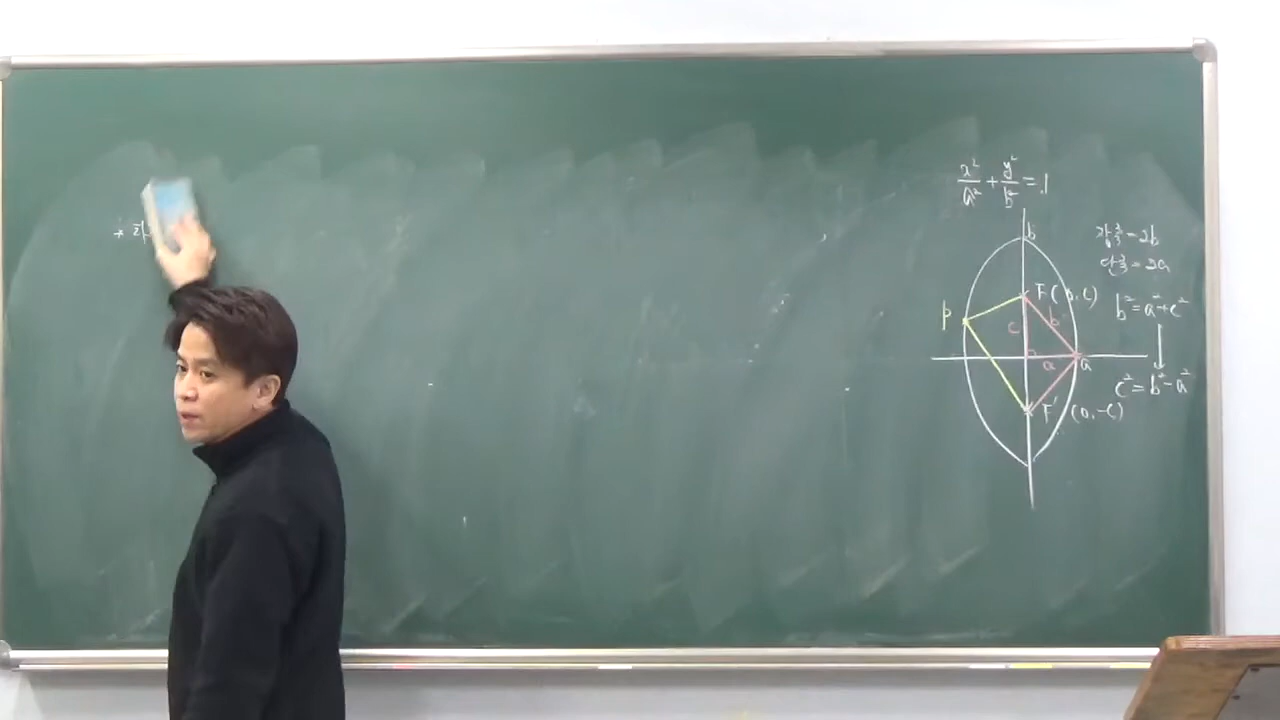 x²/a² + y²/b² = 1
b
장축 = 2b
단축 = 2a
F(0, c)
b² = a² + c²
P
b
c
a
a
c² = b² - a²
F' (0, -c)